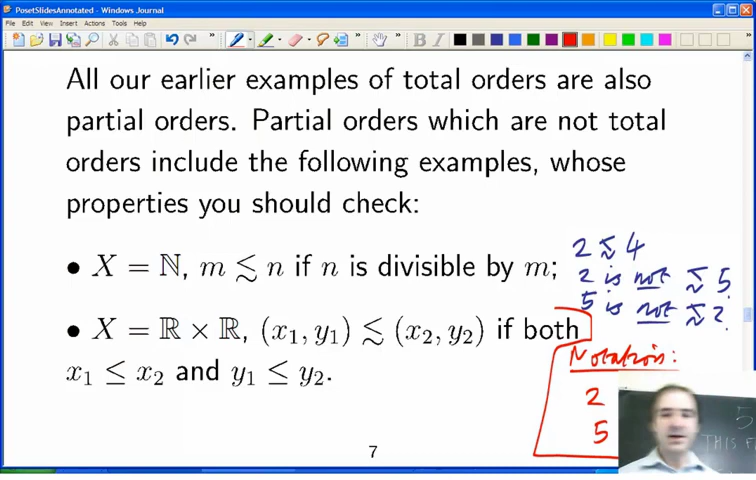 PosetSlidesAnnotated - Windows Journal
File Edit View Insert Actions Tools Help
All our earlier examples of total orders are also
partial orders. Partial orders which are not total
orders include the following examples, whose
properties you should check:
• X = ℕ, m ≲ n if n is divisible by m;
2 ≲ 4
2 is not ≲ 5.
5 is not ≲ 2.
• X = ℝ × ℝ, (x₁, y₁) ≲ (x₂, y₂) if both
x₁ ≤ x₂ and y₁ ≤ y₂.
Notation:
2
5
7
5
THIS F